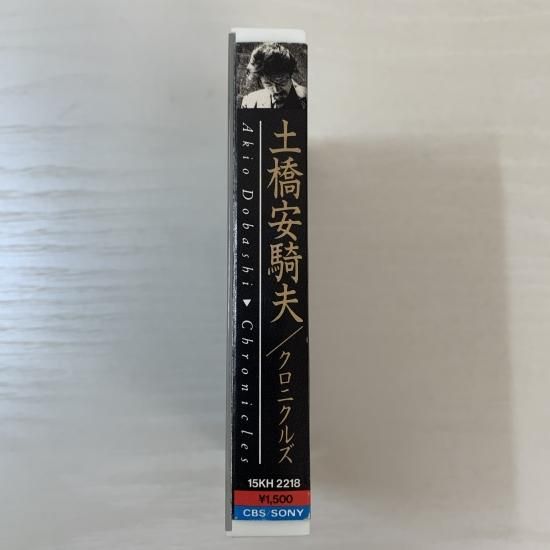 土橋安騎夫／クロニクルズ
Akio Dobashi ▼ Chronicles
15KH 2218
¥1,500
CBS/SONY